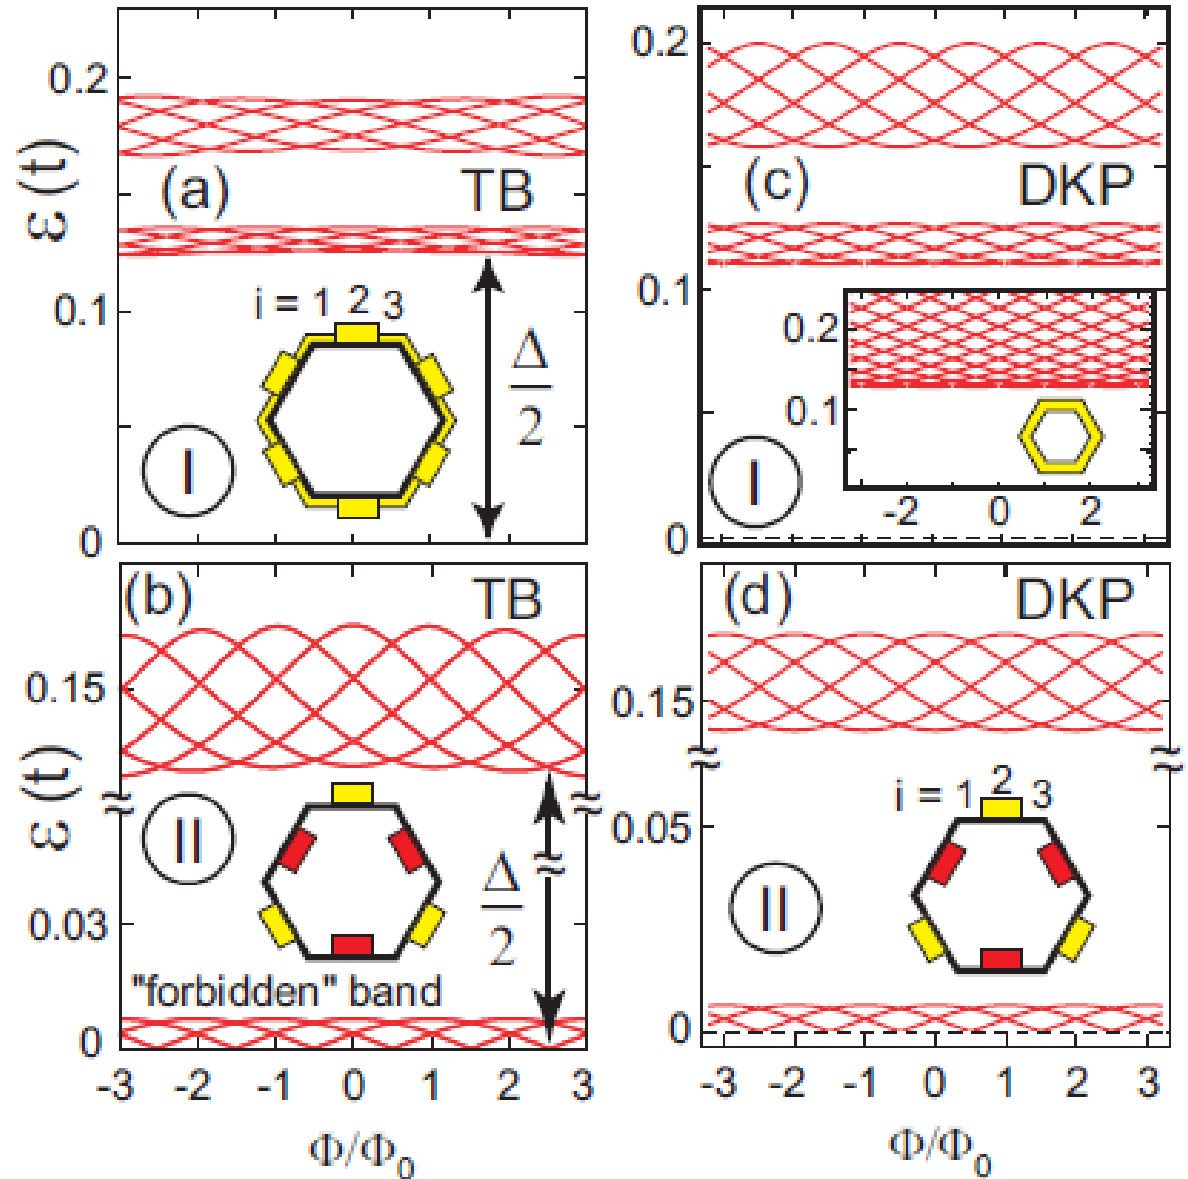 0.2
ε (t)
(a)
TB
0.1
i = 1 2 3
Δ
2
I
0
0.2
(c)
DKP
0.1
0.2
0.1
-2 0 2
I
0
(b)
TB
0.15
ε (t)
II
Δ
2
0.03
"forbidden" band
0
-3 -2 -1 0 1 2 3
Φ/Φ0
(d)
DKP
0.15
i = 1 2 3
0.05
II
0
-3 -2 -1 0 1 2 3
Φ/Φ0